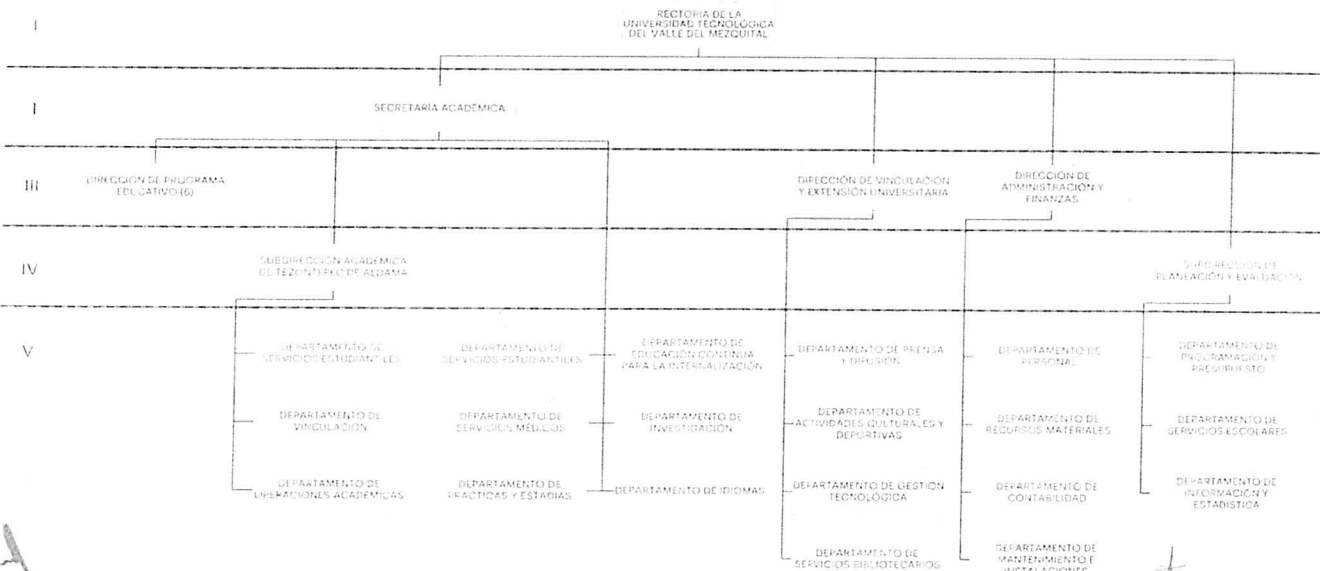 I
RECTORIA DE LA
UNIVERSIDAD TECNOLÓGICA
DEL VALLE DEL MEZQUITAL
I
SECRETARÍA ACADÉMICA
III
DIRECCIÓN DE PROGRAMA
EDUCATIVO (6)
DIRECCIÓN DE VINCULACIÓN
Y EXTENSIÓN UNIVERSITARIA
DIRECCIÓN DE
ADMINISTRACIÓN Y
FINANZAS
IV
SUBDIRECCIÓN ACADÉMICA
DE TEZONTEPEC DE ALDAMA
SUBDIRECCIÓN DE
PLANEACIÓN Y EVALUACIÓN
V
DEPARTAMENTO DE
SERVICIOS ESTUDIANTILES
DEPARTAMENTO DE
SERVICIOS ESTUDIANTILES
DEPARTAMENTO DE
EDUCACIÓN CONTINUA
PARA LA INTERNALIZACIÓN
DEPARTAMENTO DE PRENSA
Y DIFUSIÓN
DEPARTAMENTO DE
PERSONAL
DEPARTAMENTO DE
PROGRAMACIÓN Y
PRESUPUESTO
DEPARTAMENTO DE
VINCULACIÓN
DEPARTAMENTO DE
SERVICIOS MÉDICOS
DEPARTAMENTO DE
INVESTIGACIÓN
DEPARTAMENTO DE
ACTIVIDADES CULTURALES Y
DEPORTIVAS
DEPARTAMENTO DE
RECURSOS MATERIALES
DEPARTAMENTO DE
SERVICIOS ESCOLARES
DEPARTAMENTO DE
OPERACIONES ACADÉMICAS
DEPARTAMENTO DE
PRÁCTICAS Y ESTADÍAS
DEPARTAMENTO DE IDIOMAS
DEPARTAMENTO DE GESTIÓN
TECNOLÓGICA
DEPARTAMENTO DE
CONTABILIDAD
DEPARTAMENTO DE
INFORMACIÓN Y
ESTADÍSTICA
DEPARTAMENTO DE
SERVICIOS BIBLIOTECARIOS
DEPARTAMENTO DE
MANTENIMIENTO E
INSTALACIONES